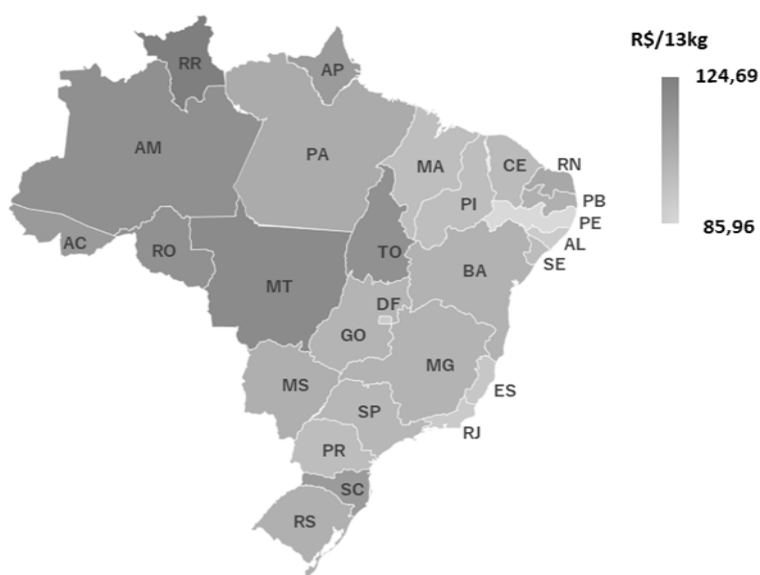 R$/13kg
124,69
85,96
RR
AP
AM
PA
MA
CE
RN
PI
PB
PE
AL
SE
AC
RO
TO
BA
MT
DF
GO
MG
MS
ES
SP
RJ
PR
SC
RS